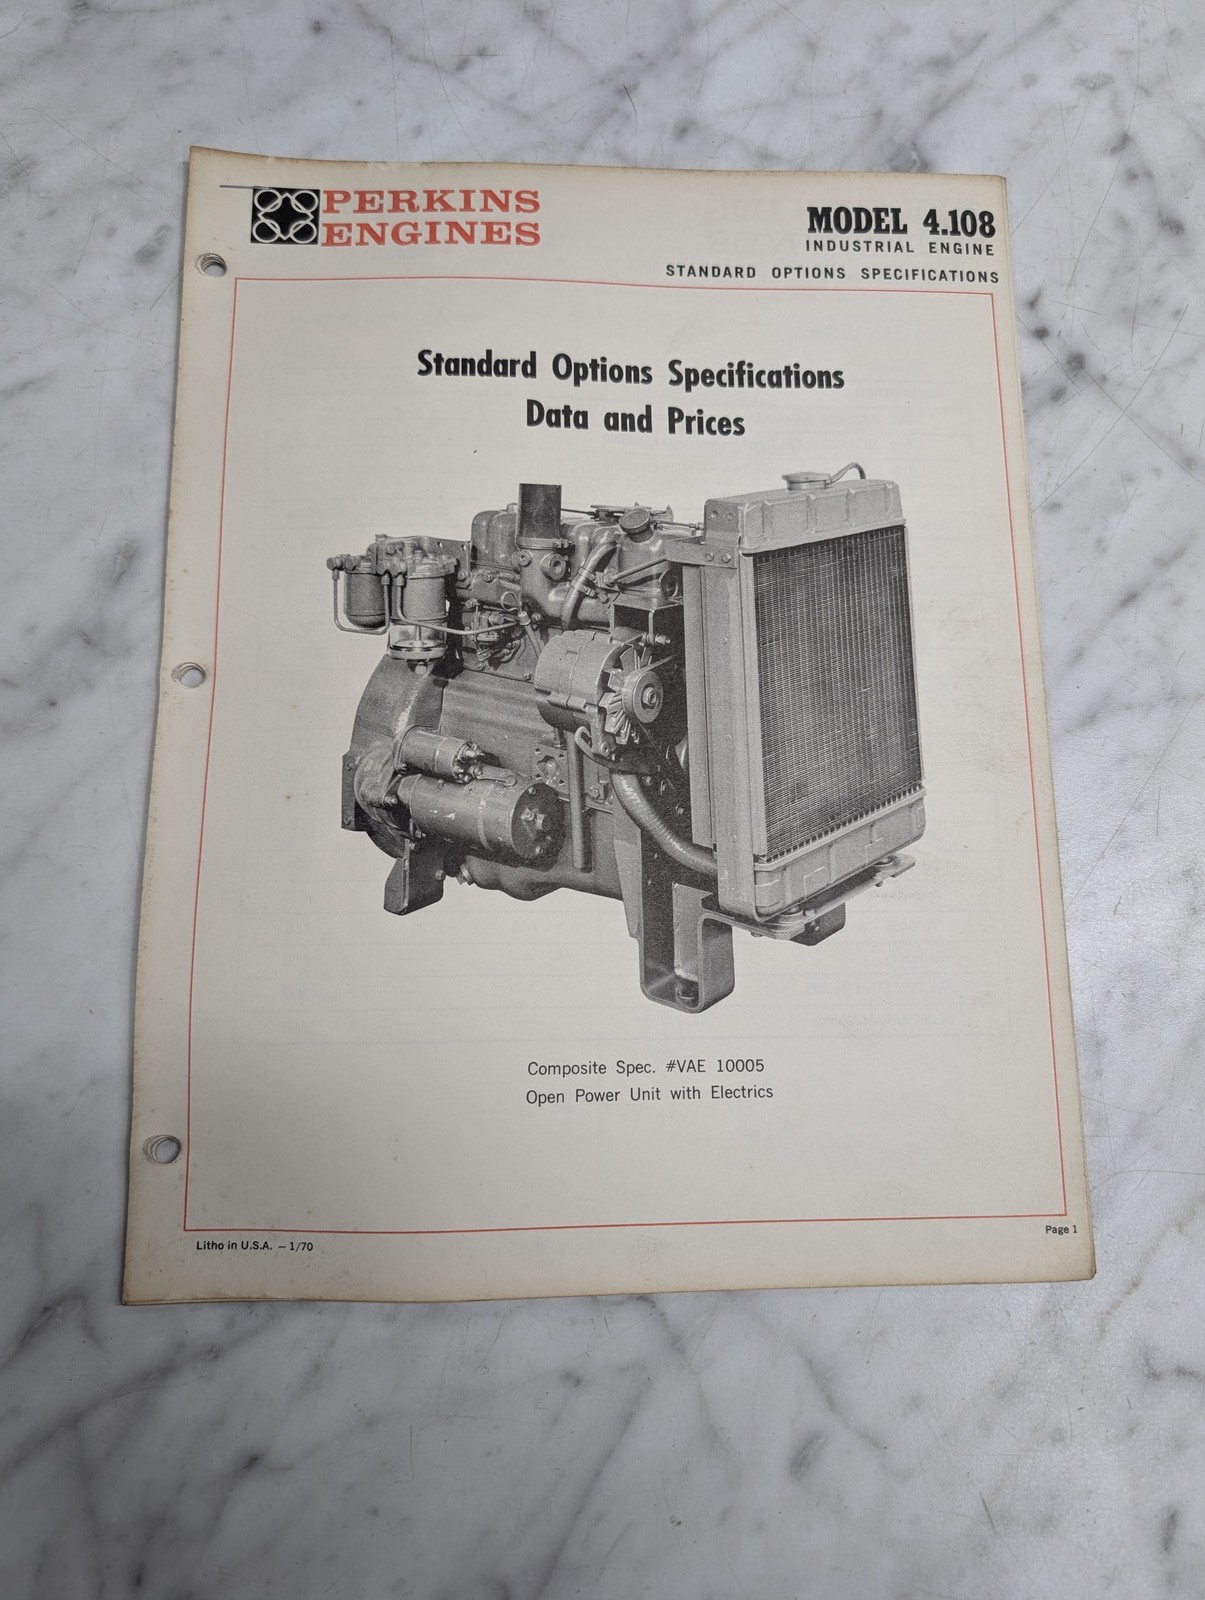 PERKINS
ENGINES
MODEL 4.108
INDUSTRIAL ENGINE
STANDARD OPTIONS SPECIFICATIONS
Standard Options Specifications
Data and Prices
Composite Spec. #VAE 10005
Open Power Unit with Electrics
Litho in U.S.A. – 1/70
Page 1